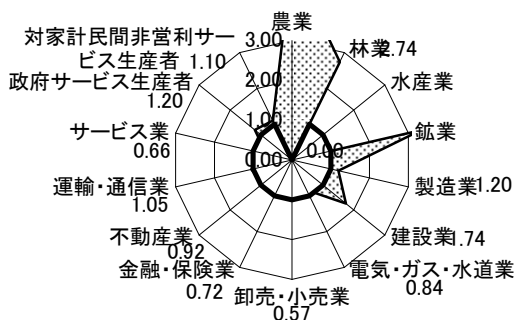 農業
対家計民間非営利サー
ビス生産者 1.10
3.00
林業
2.74
政府サービス生産者
1.20
2.00
水産業
サービス業
0.66
1.00
鉱業
0.00
0.00
運輸・通信業
1.05
製造業 1.20
不動産業
0.92
建設業 1.74
金融・保険業
0.72
電気・ガス・水道業
0.84
卸売・小売業
0.57